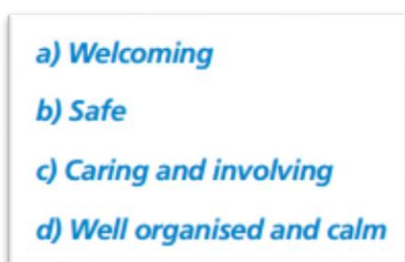 a) Welcoming
b) Safe
c) Caring and involving
d) Well organised and calm